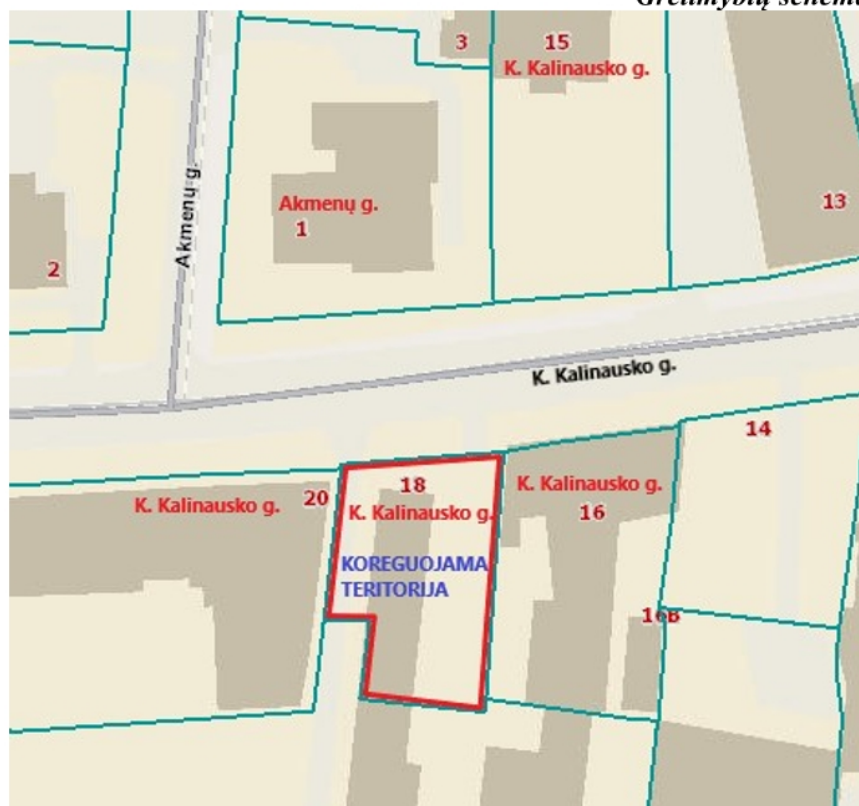 Gretimybių schema
3
15
K. Kalinausko g.
Akmenų g.
Akmenų g.
1
13
2
K. Kalinausko g.
14
20
18
K. Kalinausko g.
K. Kalinausko g.
K. Kalinausko g.
16
KOREGUOJAMA
TERITORIJA
16B